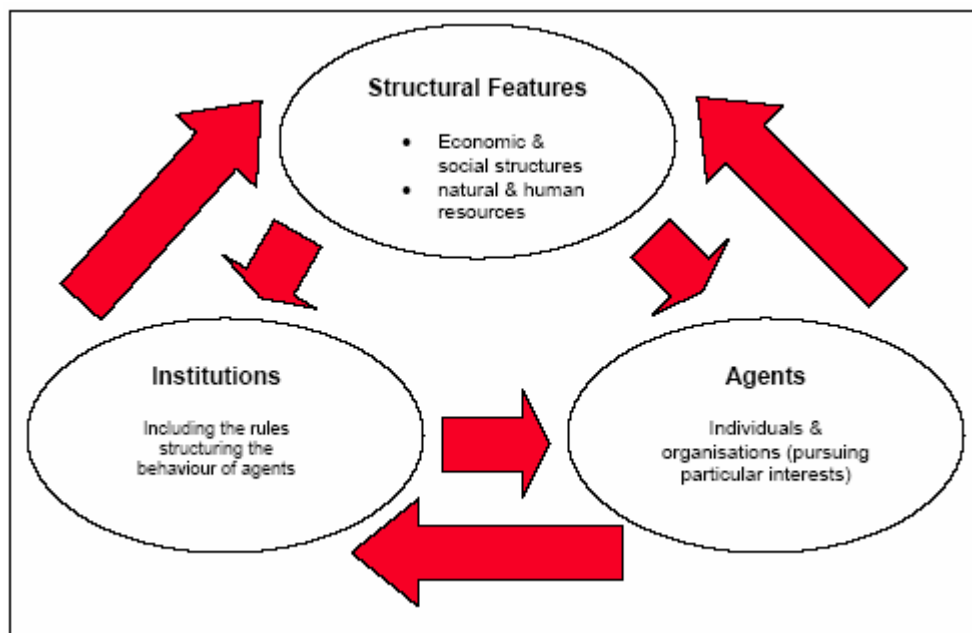 Structural Features
• Economic &
social structures
• natural & human
resources
Institutions
Including the rules
structuring the
behaviour of agents
Agents
Individuals &
organisations (pursuing
particular interests)